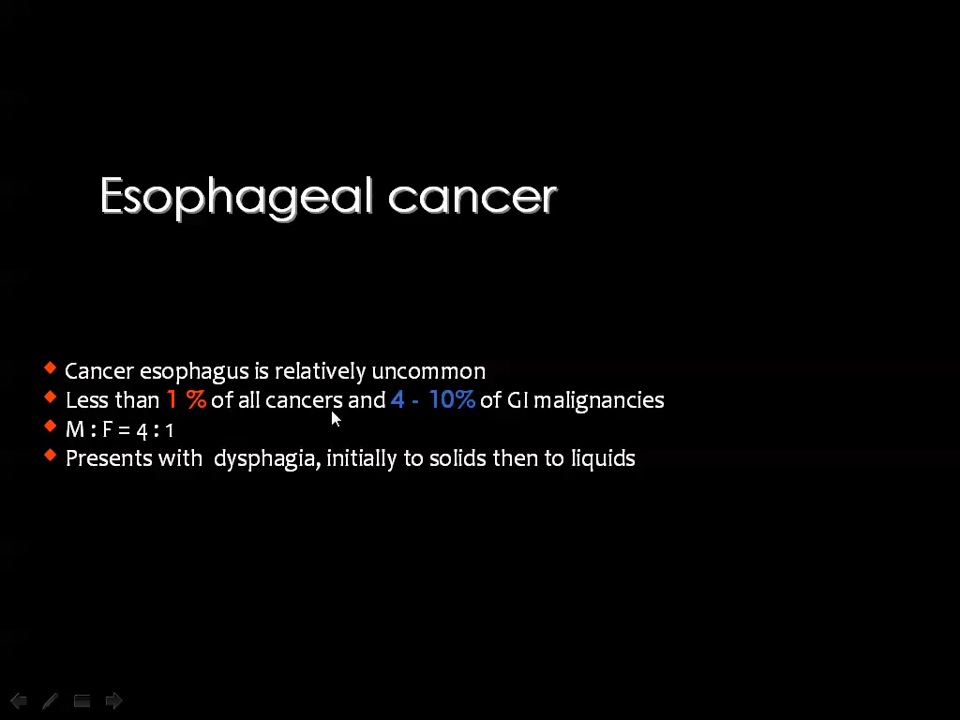 Esophageal cancer
Cancer esophagus is relatively uncommon
Less than 1 % of all cancers and 4 - 10% of GI malignancies
M : F = 4 : 1
Presents with dysphagia, initially to solids then to liquids